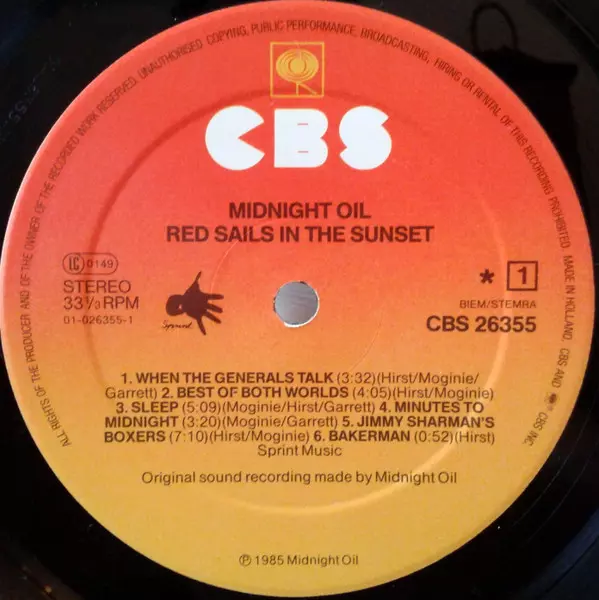 ALL RIGHTS OF THE PRODUCER AND OF THE OWNER OF THE RECORDED WORK RESERVED. UNAUTHORISED COPYING, PUBLIC PERFORMANCE, BROADCASTING, HIRING OR RENTAL OF THIS RECORDING PROHIBITED. MADE IN HOLLAND. CBS AND CBS INC
CBS
MIDNIGHT OIL
RED SAILS IN THE SUNSET
LC 0149
STEREO
33 1/3 RPM
01-026355-1
* 1
BIEM/STEMRA
CBS 26355
1. WHEN THE GENERALS TALK (3:32)(Hirst/Moginie/
Garrett) 2. BEST OF BOTH WORLDS (4:05)(Hirst/Moginie)
3. SLEEP (5:09)(Moginie/Hirst/Garrett) 4. MINUTES TO
MIDNIGHT (3:20)(Moginie/Garrett) 5. JIMMY SHARMAN'S
BOXERS (7:10)(Hirst/Moginie) 6. BAKERMAN (0:52)(Hirst)
Sprint Music
Original sound recording made by Midnight Oil
℗ 1985 Midnight Oil